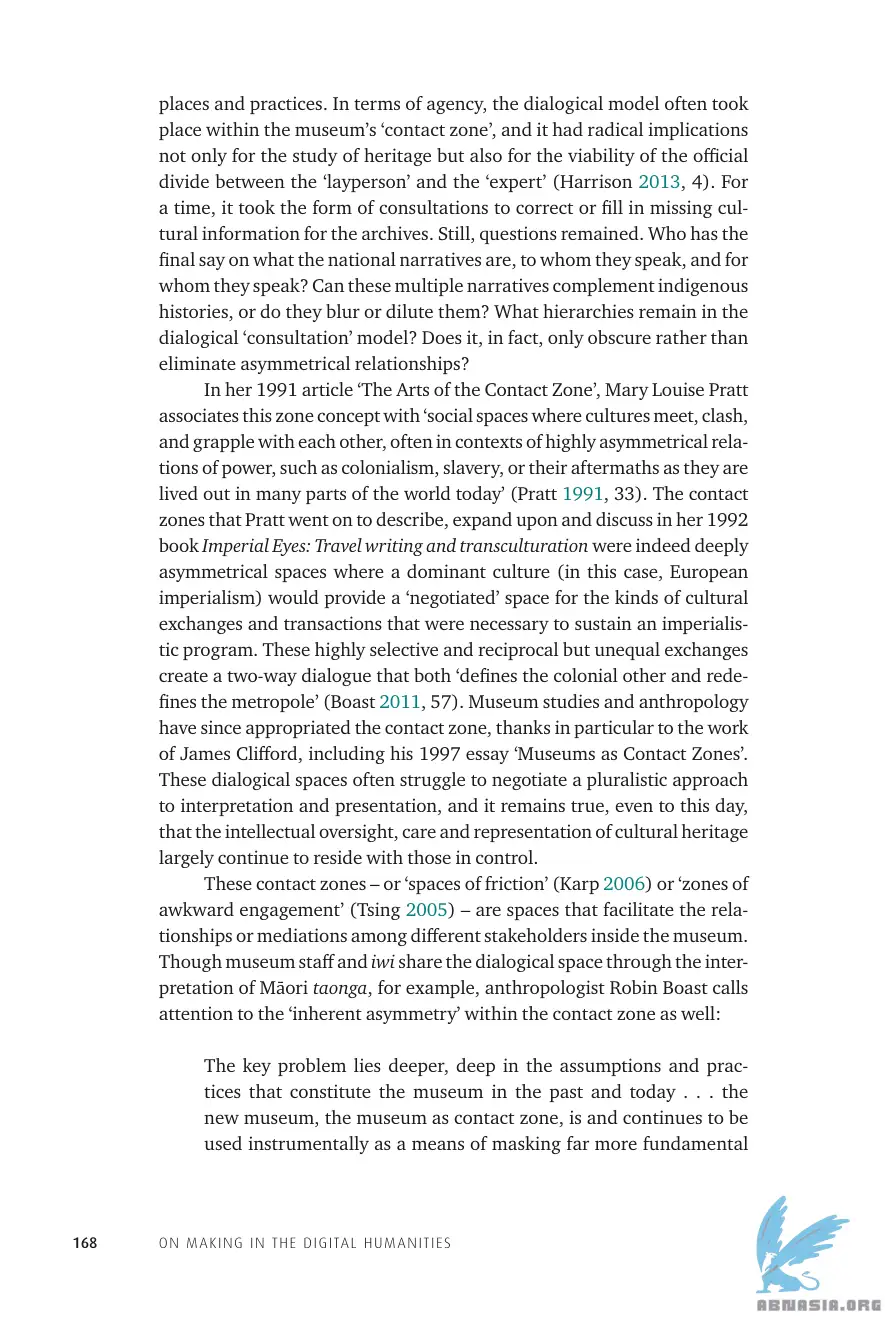 places and practices. In terms of agency, the dialogical model often took
place within the museum’s ‘contact zone’, and it had radical implications
not only for the study of heritage but also for the viability of the official
divide between the ‘layperson’ and the ‘expert’ (Harrison 2013, 4). For
a time, it took the form of consultations to correct or fill in missing cul-
tural information for the archives. Still, questions remained. Who has the
final say on what the national narratives are, to whom they speak, and for
whom they speak? Can these multiple narratives complement indigenous
histories, or do they blur or dilute them? What hierarchies remain in the
dialogical ‘consultation’ model? Does it, in fact, only obscure rather than
eliminate asymmetrical relationships?
In her 1991 article ‘The Arts of the Contact Zone’, Mary Louise Pratt
associates this zone concept with ‘social spaces where cultures meet, clash,
and grapple with each other, often in contexts of highly asymmetrical rela-
tions of power, such as colonialism, slavery, or their aftermaths as they are
lived out in many parts of the world today’ (Pratt 1991, 33). The contact
zones that Pratt went on to describe, expand upon and discuss in her 1992
book Imperial Eyes: Travel writing and transculturation were indeed deeply
asymmetrical spaces where a dominant culture (in this case, European
imperialism) would provide a ‘negotiated’ space for the kinds of cultural
exchanges and transactions that were necessary to sustain an imperialis-
tic program. These highly selective and reciprocal but unequal exchanges
create a two-way dialogue that both ‘defines the colonial other and rede-
fines the metropole’ (Boast 2011, 57). Museum studies and anthropology
have since appropriated the contact zone, thanks in particular to the work
of James Clifford, including his 1997 essay ‘Museums as Contact Zones’.
These dialogical spaces often struggle to negotiate a pluralistic approach
to interpretation and presentation, and it remains true, even to this day,
that the intellectual oversight, care and representation of cultural heritage
largely continue to reside with those in control.
These contact zones – or ‘spaces of friction’ (Karp 2006) or ‘zones of
awkward engagement’ (Tsing 2005) – are spaces that facilitate the rela-
tionships or mediations among different stakeholders inside the museum.
Though museum staff and iwi share the dialogical space through the inter-
pretation of Māori taonga, for example, anthropologist Robin Boast calls
attention to the ‘inherent asymmetry’ within the contact zone as well:
The key problem lies deeper, deep in the assumptions and prac-
tices that constitute the museum in the past and today . . . the
new museum, the museum as contact zone, is and continues to be
used instrumentally as a means of masking far more fundamental
168 ON MAKING IN THE DIGITAL HUMANITIES
ABNASIA.ORG